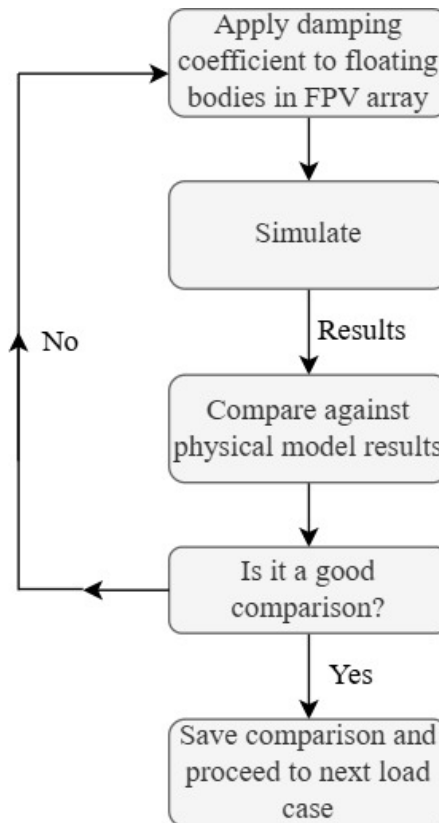 Apply damping
coefficient to floating
bodies in FPV array
Simulate
Results
No
Compare against
physical model results
Is it a good
comparison?
Yes
Save comparison and
proceed to next load
case